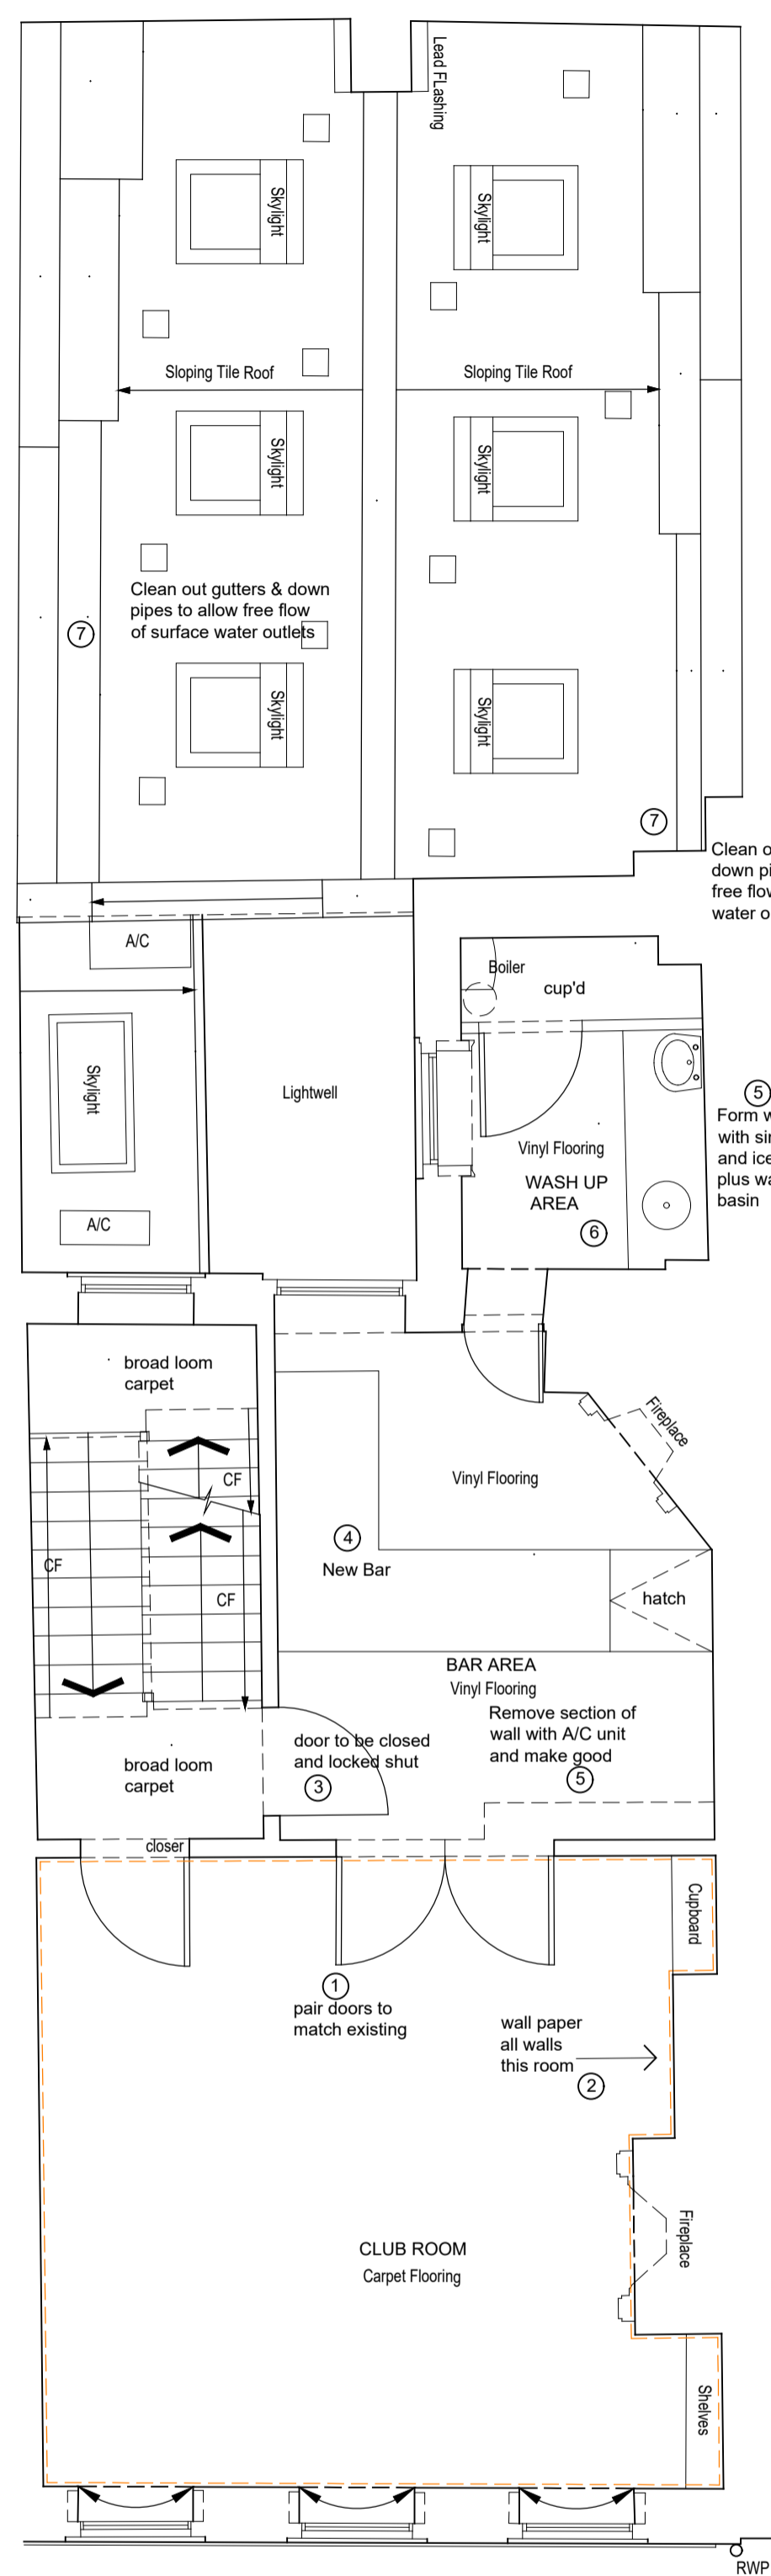 Lead FLashing
Skylight
Skylight
Sloping Tile Roof
Sloping Tile Roof
Skylight
Skylight
Clean out gutters & down
pipes to allow free flow
of surface water outlets
7
Skylight
Skylight
7
Clean o
down pi
free flow
water o
A/C
Boiler
cup'd
Skylight
Lightwell
5
Form w
with sin
and ice
plus wa
basin
Vinyl Flooring
WASH UP
AREA
6
A/C
broad loom
carpet
Fireplace
CF
Vinyl Flooring
4
New Bar
CF
CF
hatch
BAR AREA
Vinyl Flooring
Remove section of
wall with A/C unit
and make good
5
door to be closed
and locked shut
3
broad loom
carpet
closer
Cupboard
1
pair doors to
match existing
wall paper
all walls
this room
2
Fireplace
CLUB ROOM
Carpet Flooring
Shelves
RWP